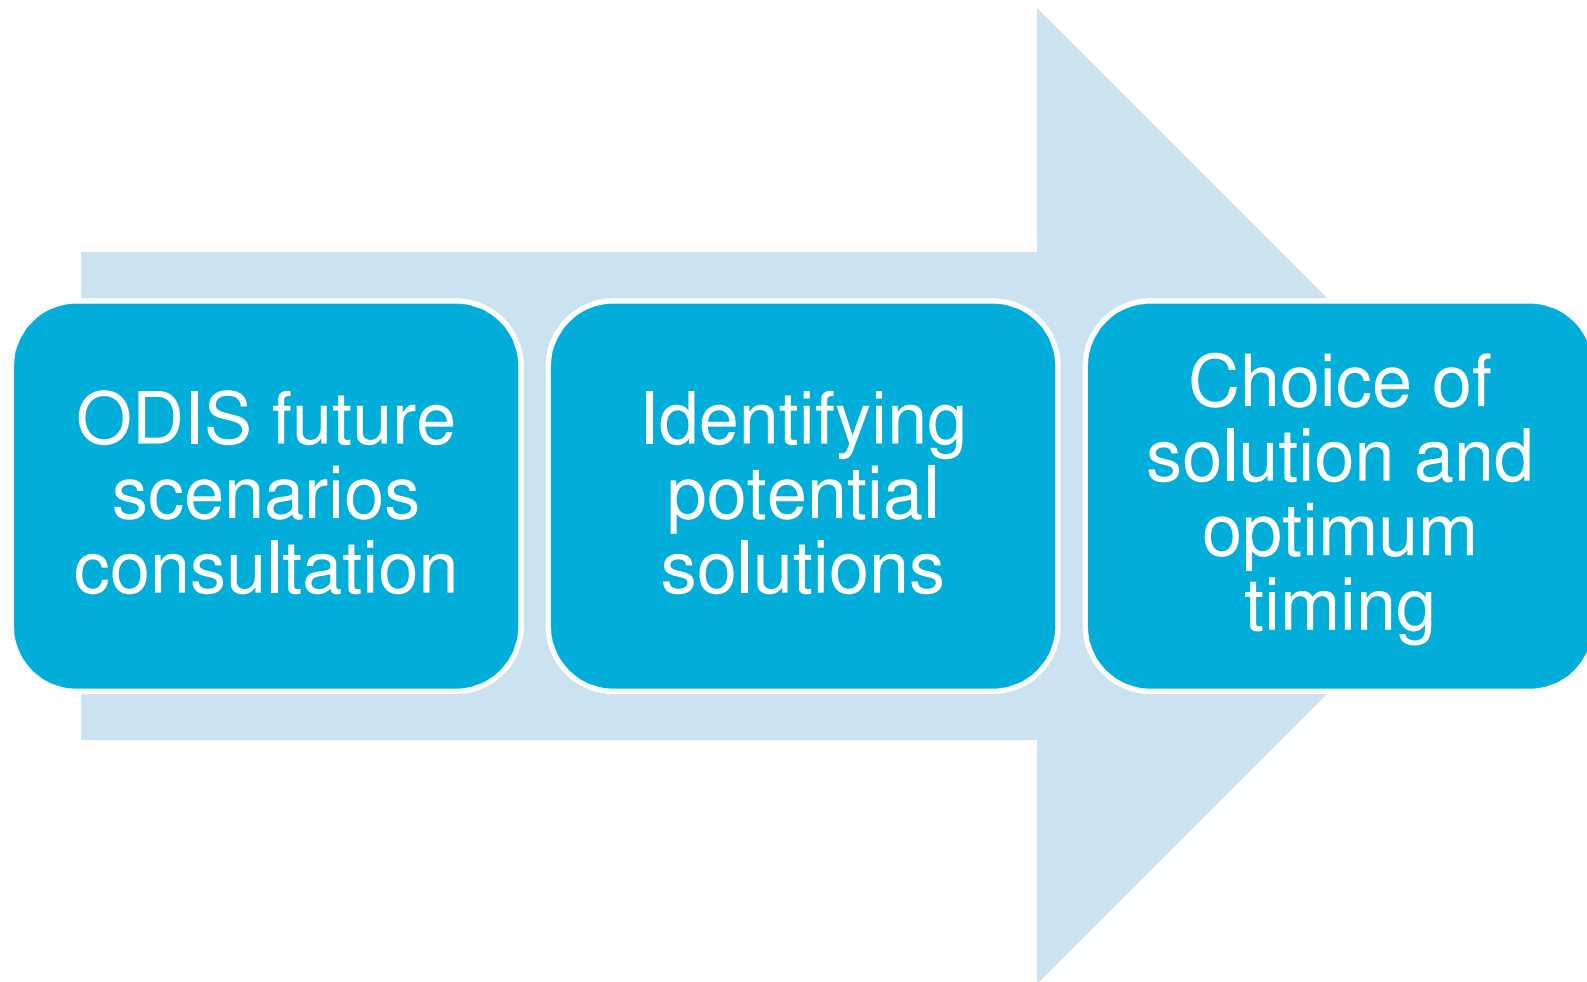 ODIS future
scenarios
consultation
Identifying
potential
solutions
Choice of
solution and
optimum
timing